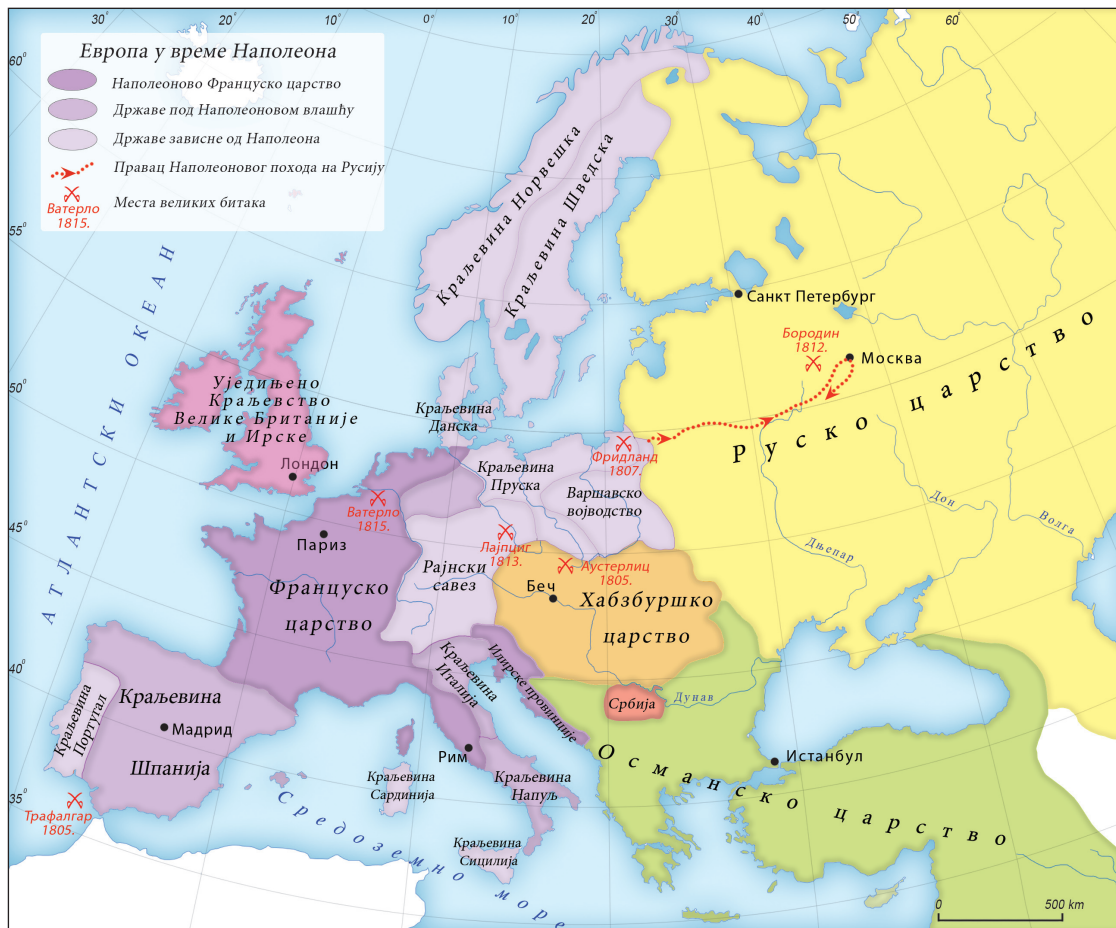 30°
20°
10°
0°
10°
20°
30°
40°
50°
60°
60°
55°
50°
45°
40°
35°
Европа у време Наполеона
Наполеоново Француско царство
Државе под Наполеоновом влашћу
Државе зависне од Наполеона
Правац Наполеоновог похода на Русију
Ватерло
1815.
Места великих битака
АТЛАНТСКИ ОКЕАН
Краљевина Норвешка
Краљевина Шведска
Санкт Петербург
Бородин
1812.
Москва
Руско царство
Уједињено
Краљевство
Велике Британије
и Ирске
Лондон
Краљевина
Данска
Краљевина
Пруска
Фридланд
1807.
Варшавско
војводство
Ватерло
1815.
Лајпциг
1813.
Аустерлиц
1805.
Париз
Рајнски
савез
Беч
Француско
царство
Хабзбуршко
царство
Дњепар
Дон
Волга
Краљевина
Италија
Илирске провинције
Србија
Дунав
Краљевина
Португал
Краљевина
Мадрид
Шпанија
Рим
Краљевина
Сардинија
Краљевина
Напуљ
Краљевина
Сицилија
Истанбул
Османско царство
Трафалгар
1805.
Средоземно море
0
500 km